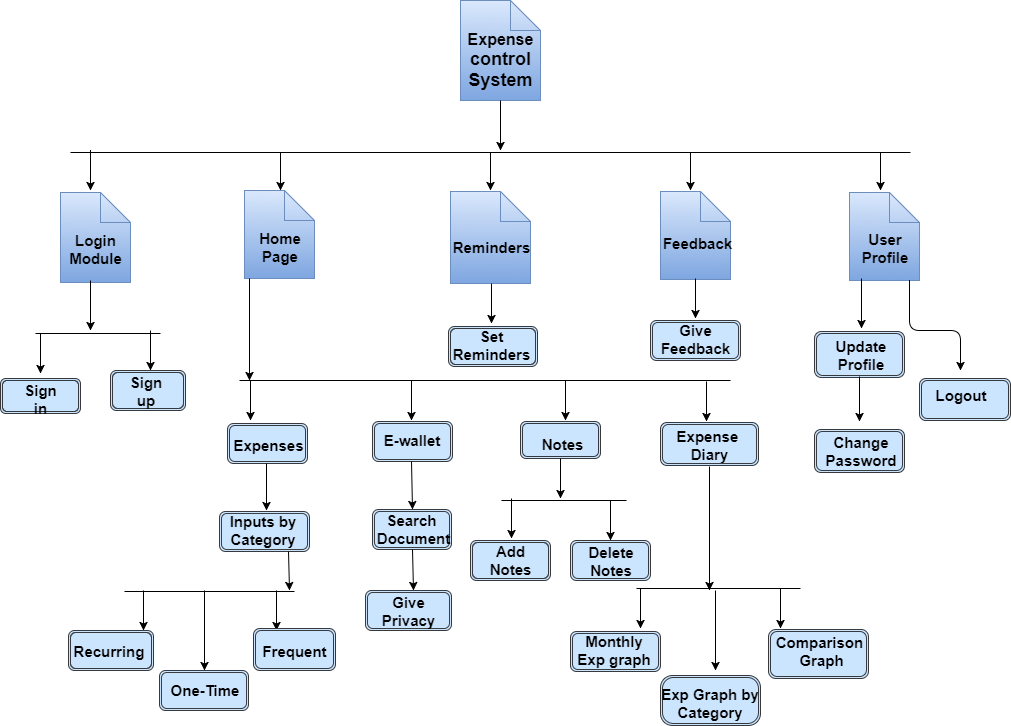 Expense
control
System
Login
Module
Home
Page
Reminders
Feedback
User
Profile
Set
Reminders
Give
Feedback
Update
Profile
Sign
in
Sign
up
Logout
Expenses
E-wallet
Notes
Expense
Diary
Change
Password
Inputs by
Category
Search
Document
Add
Notes
Delete
Notes
Give
Privacy
Recurring
Frequent
Monthly
Exp graph
Comparison
Graph
One-Time
Exp Graph by
Category